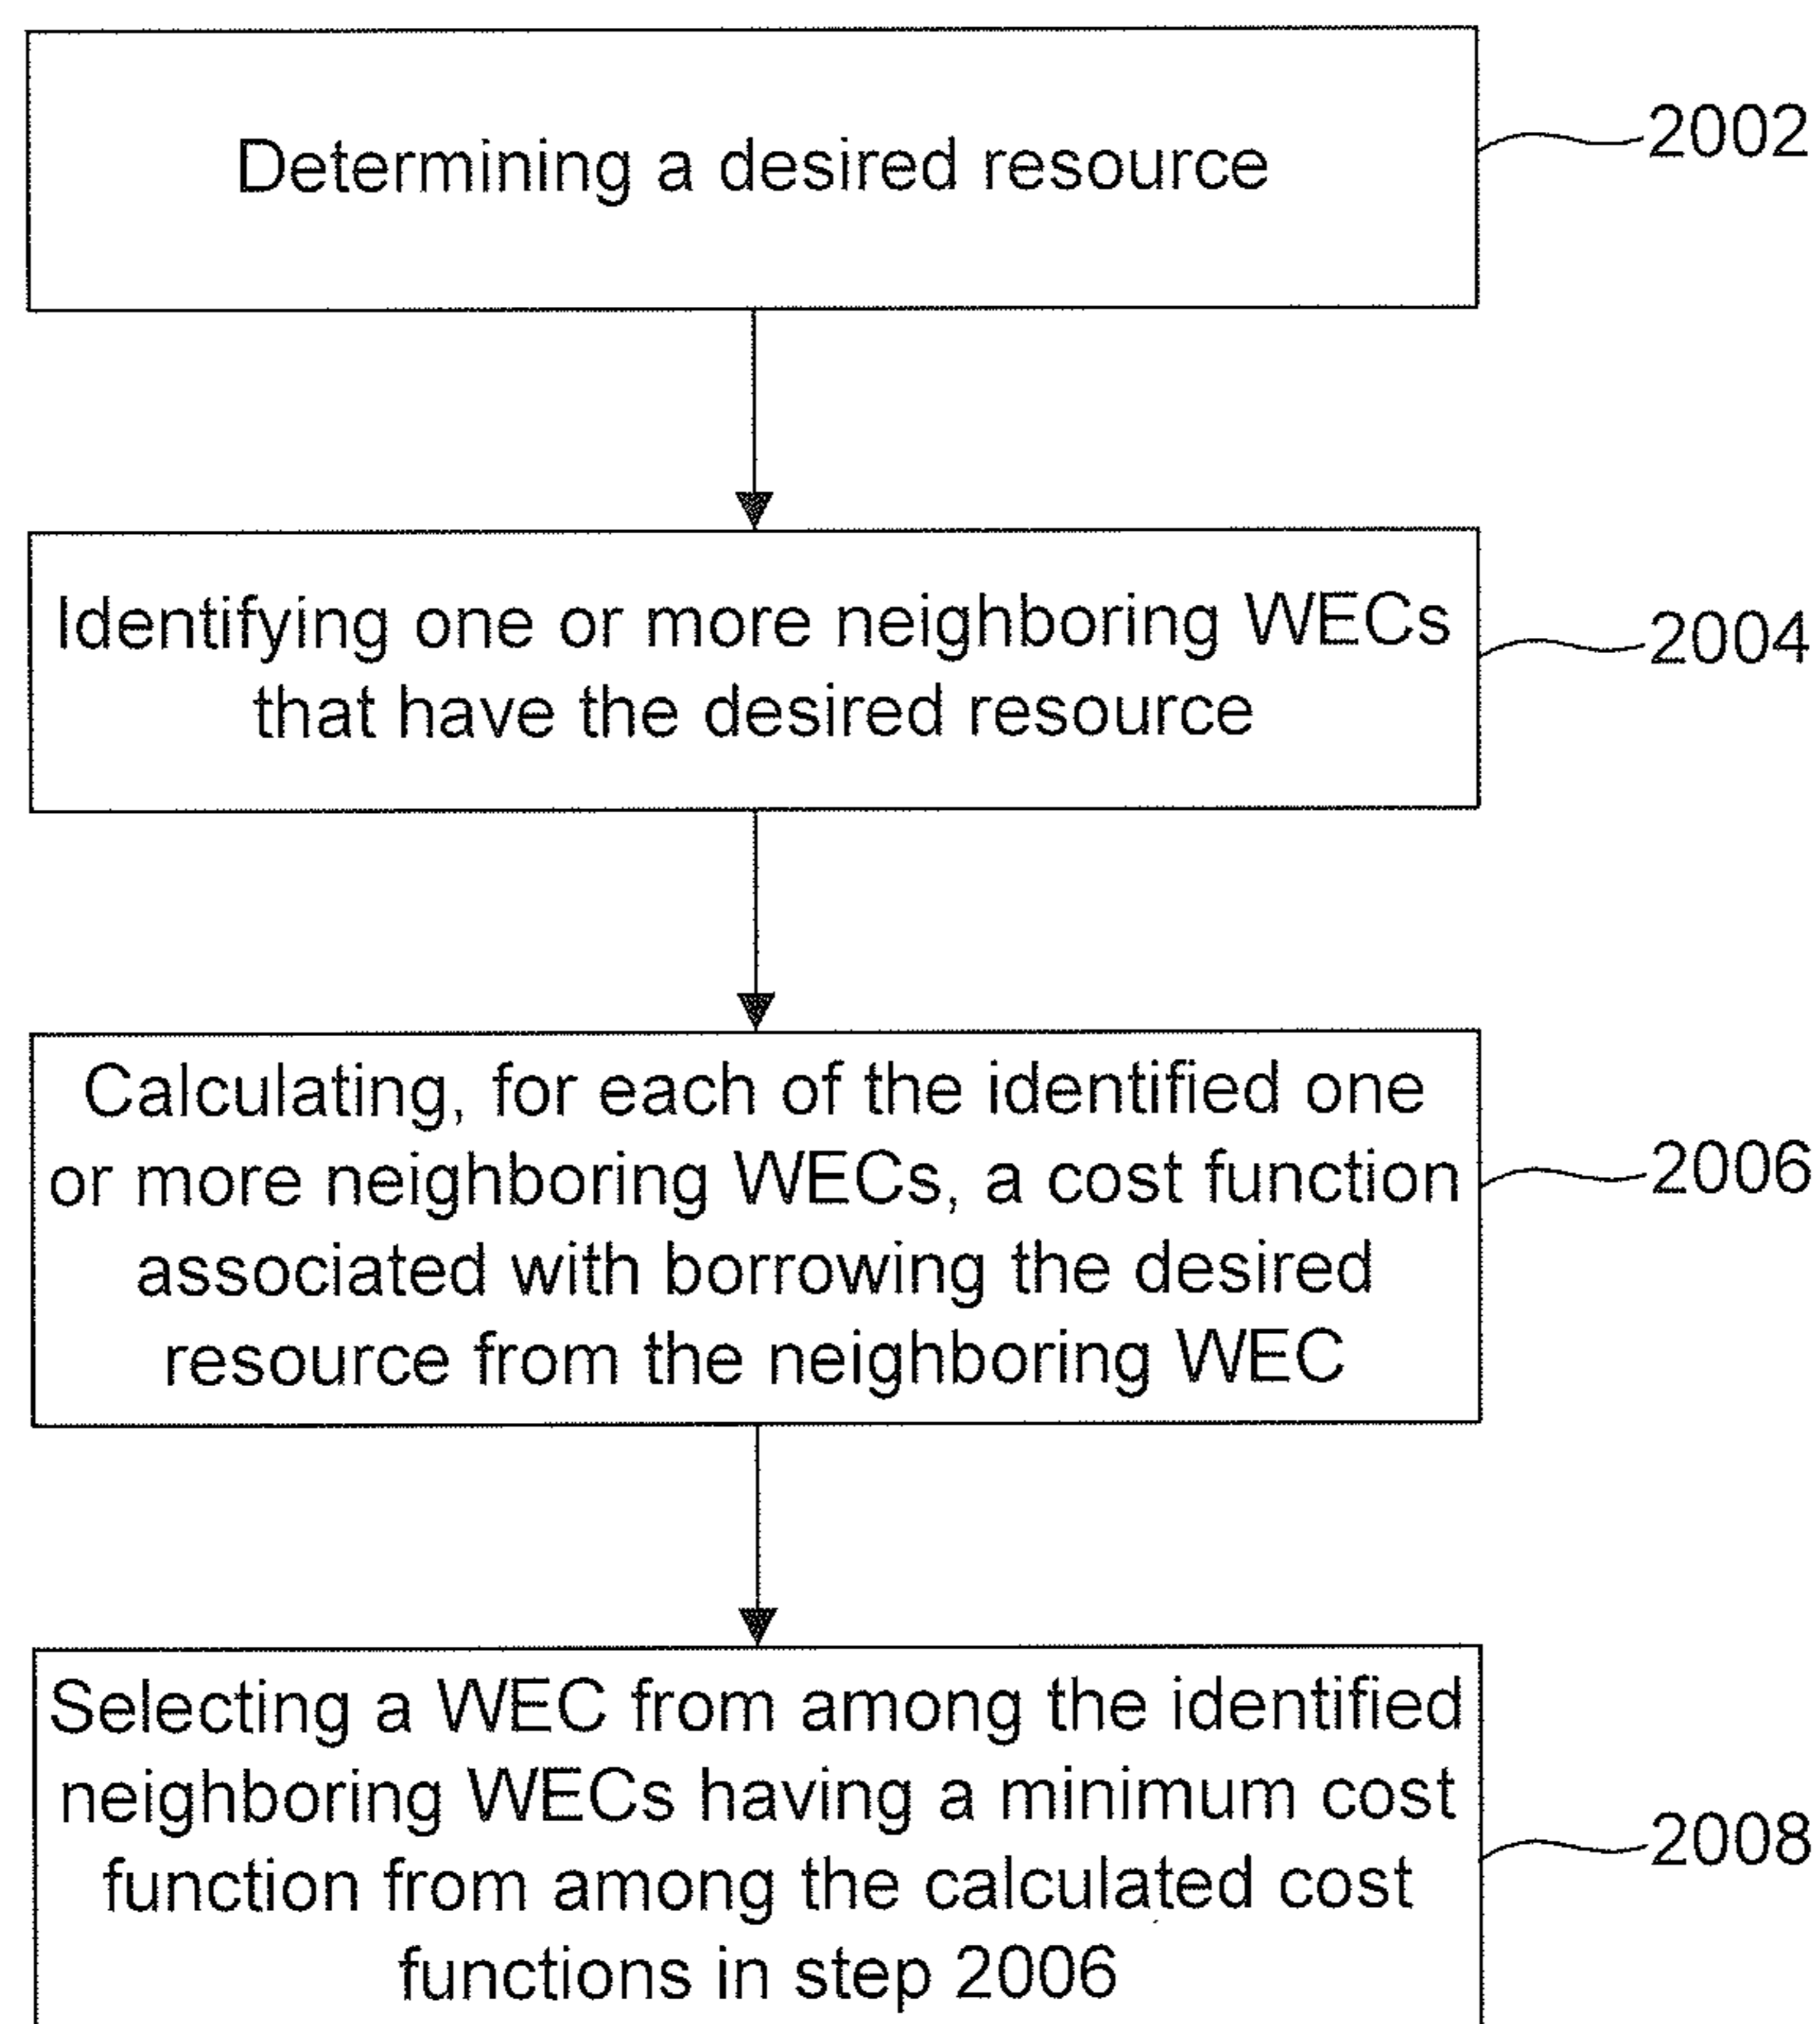 Determining a desired resource
2002
Identifying one or more neighboring WECs
that have the desired resource
2004
Calculating, for each of the identified one
or more neighboring WECs, a cost function
associated with borrowing the desired
resource from the neighboring WEC
2006
Selecting a WEC from among the identified
neighboring WECs having a minimum cost
function from among the calculated cost
functions in step 2006
2008